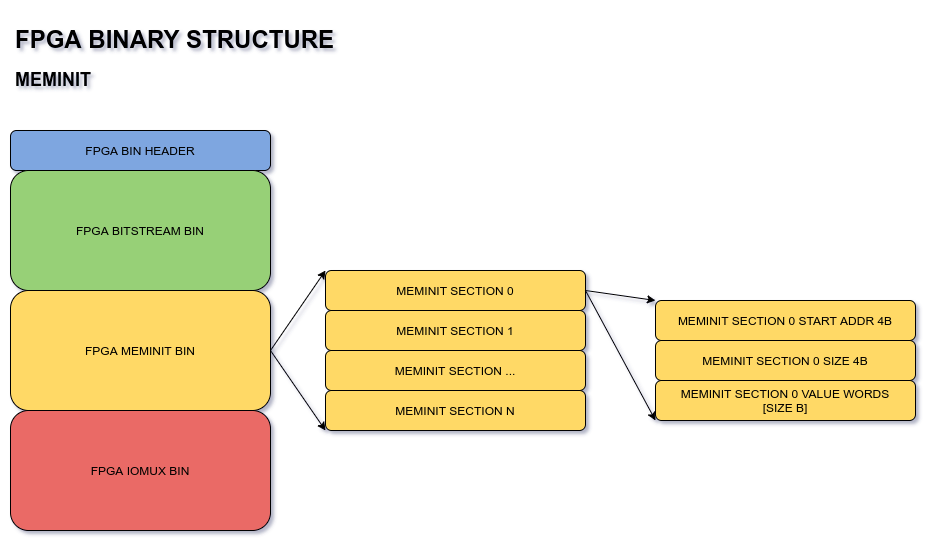 FPGA BINARY STRUCTURE
MEMINIT
FPGA BIN HEADER
FPGA BITSTREAM BIN
FPGA MEMINIT BIN
FPGA IOMUX BIN
MEMINIT SECTION 0
MEMINIT SECTION 1
MEMINIT SECTION ...
MEMINIT SECTION N
MEMINIT SECTION 0 START ADDR 4B
MEMINIT SECTION 0 SIZE 4B
MEMINIT SECTION 0 VALUE WORDS
[SIZE B]